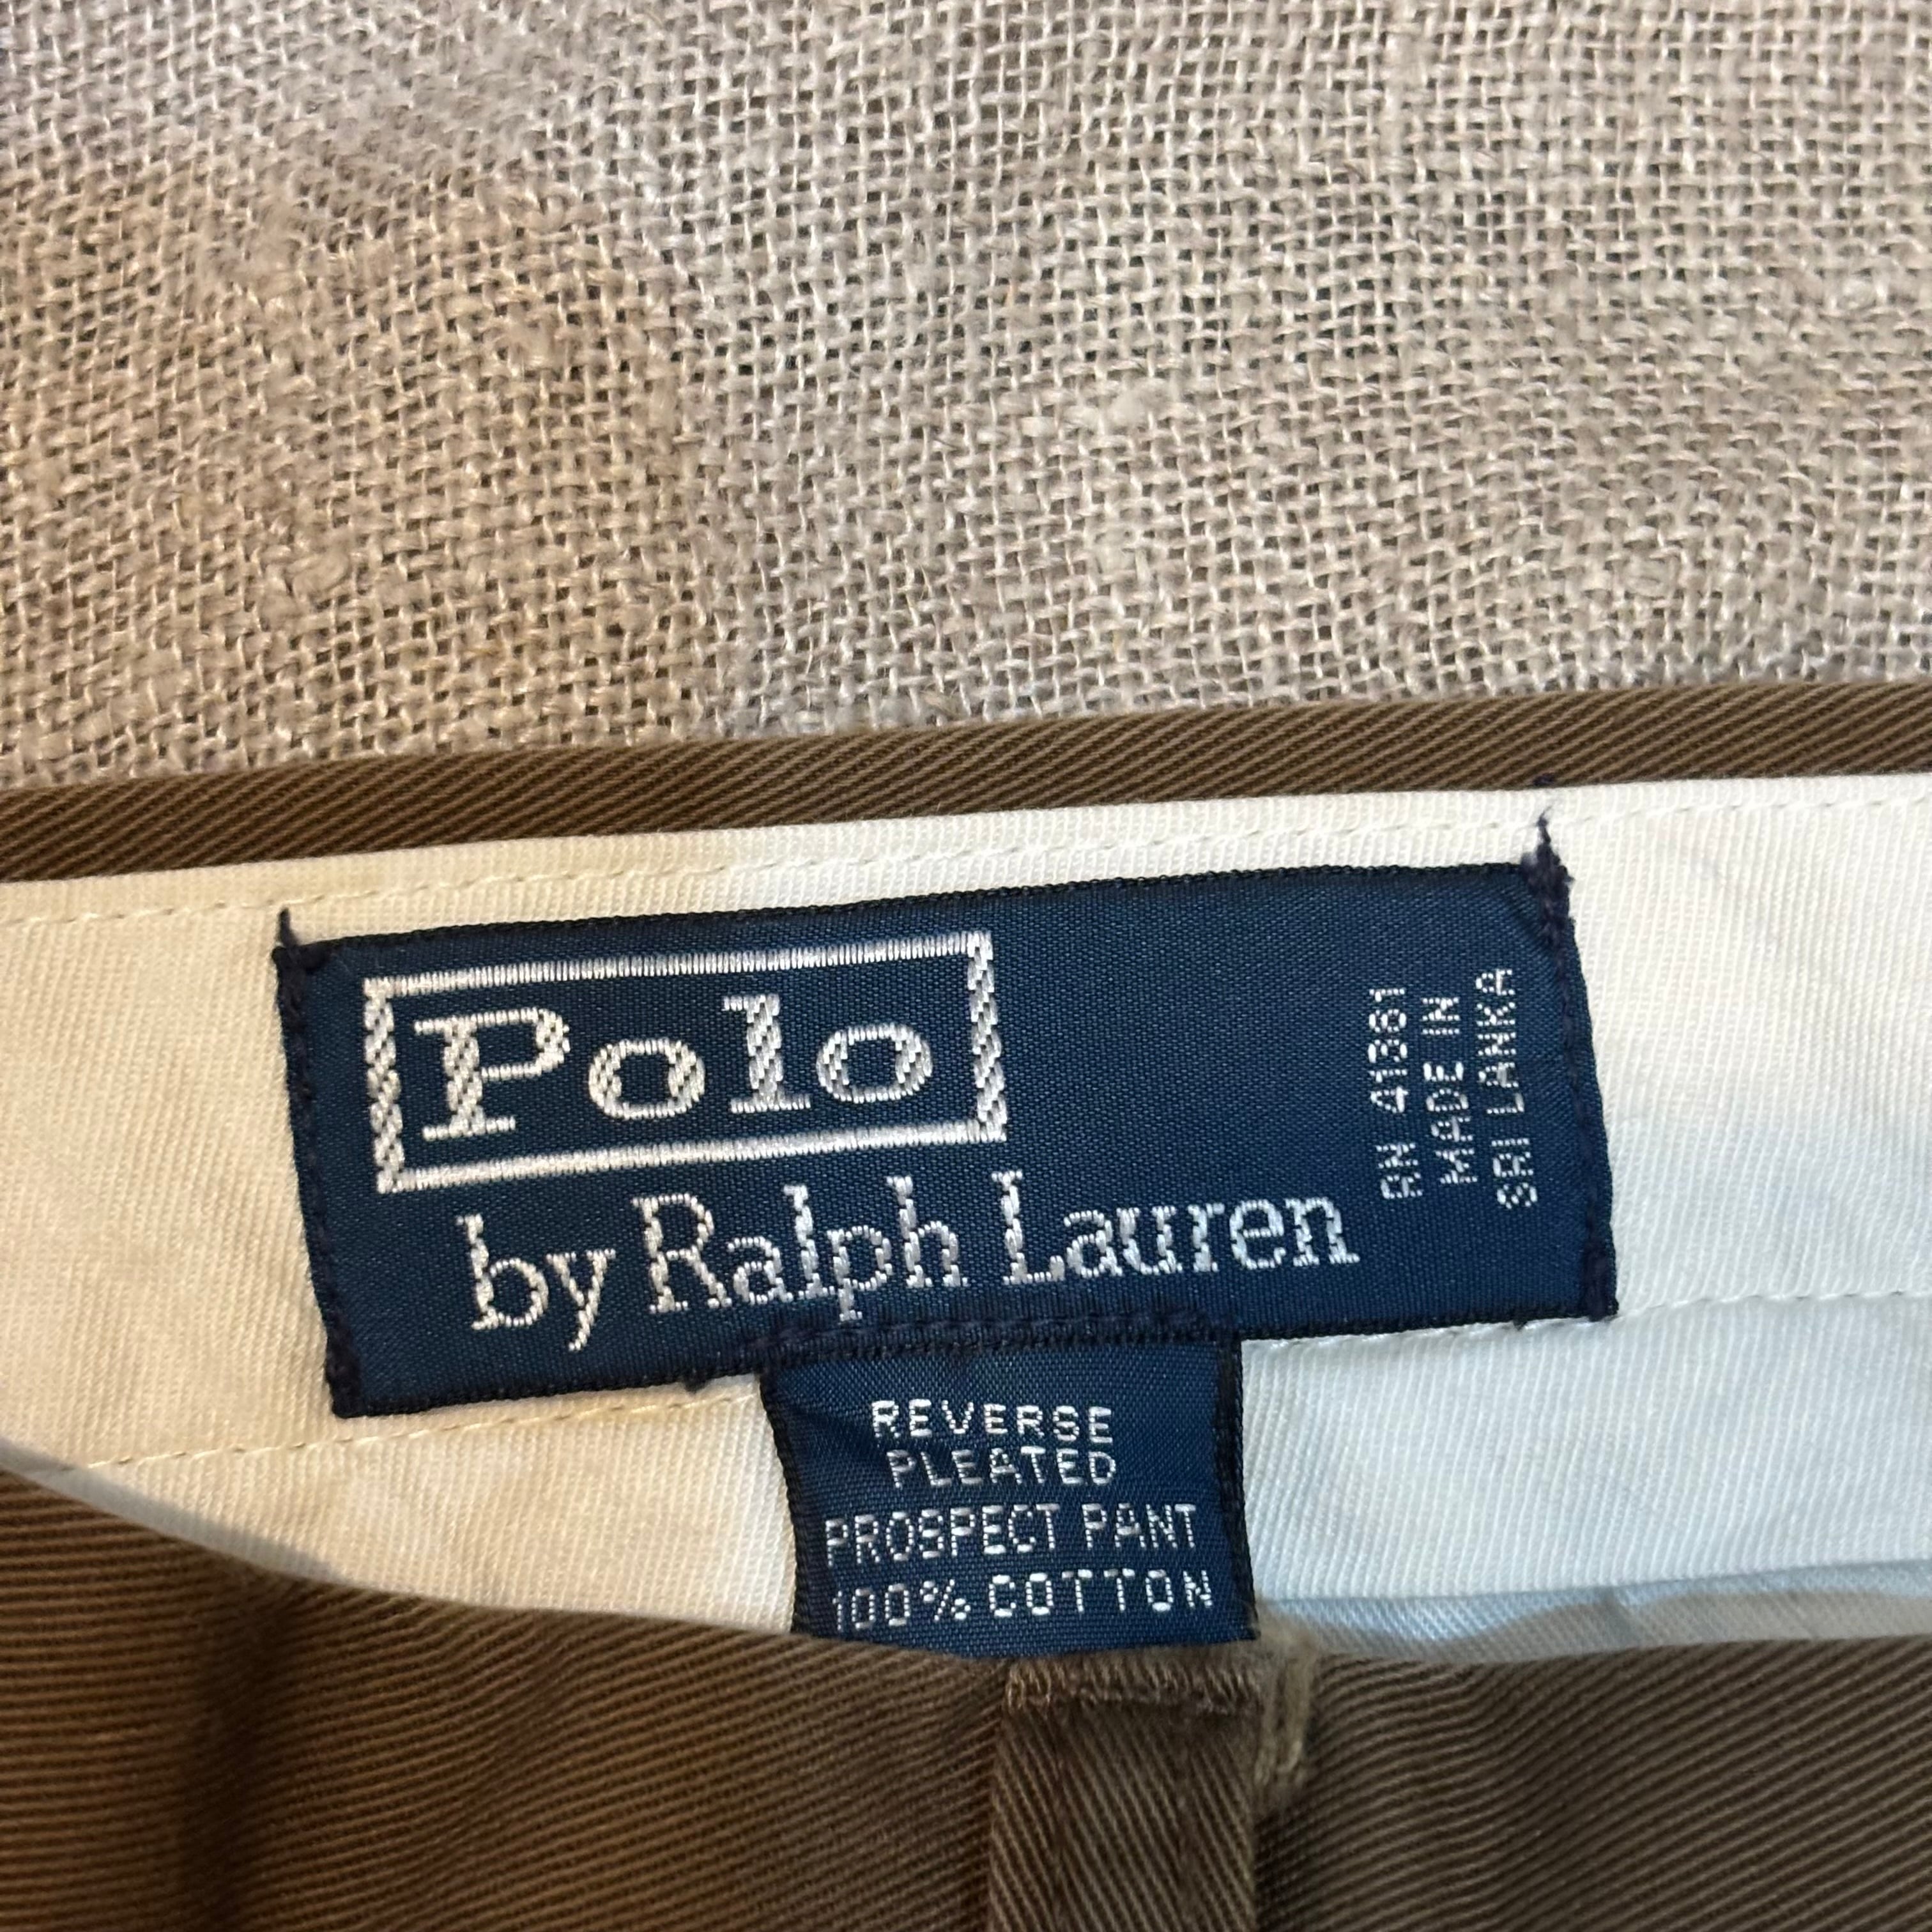 Polo
by Ralph Lauren
RN 41381
MADE IN
SRI LANKA
REVERSE
PLEATED
PROSPECT PANT
100% COTTON